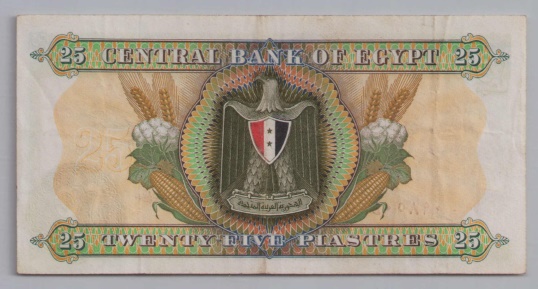 25 CENTRAL BANK OF EGYPT 25
الجمهورية العربية المتحدة
25 TWENTY FIVE PIASTRES 25